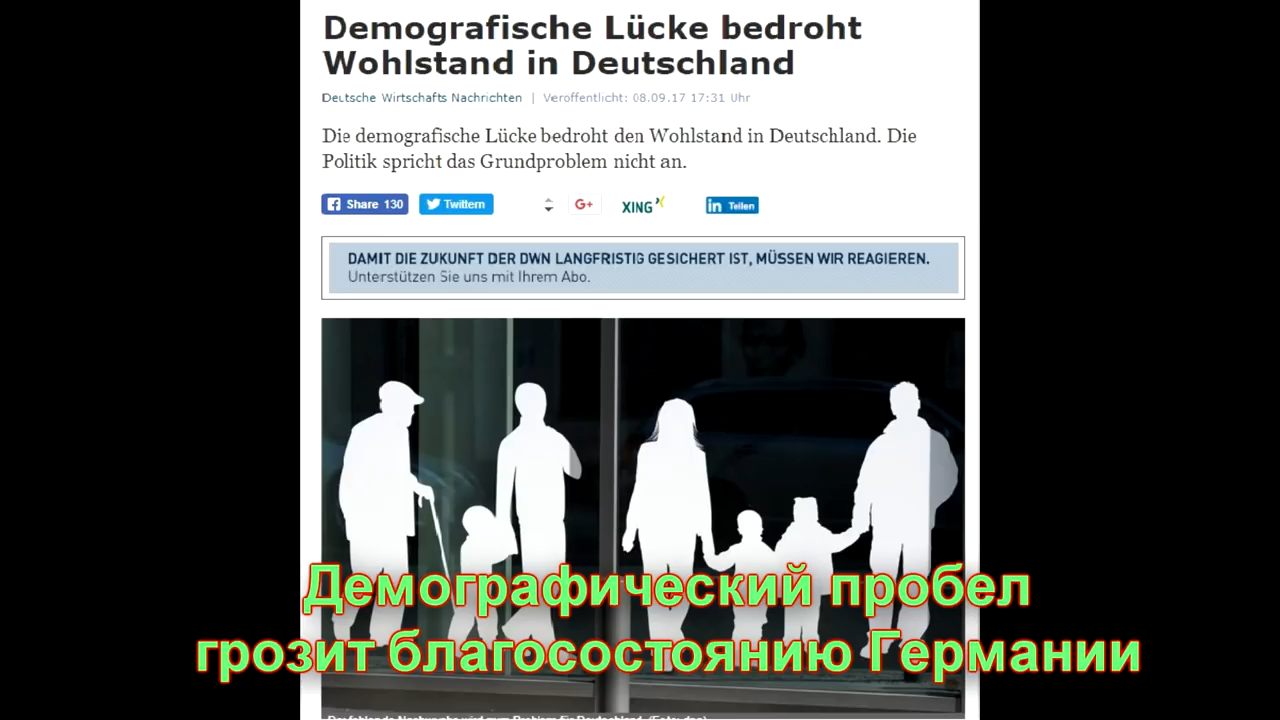 Demografische Lücke bedroht
Wohlstand in Deutschland
Deutsche Wirtschafts Nachrichten | Veröffentlicht: 08.09.17 17:31 Uhr
Die demografische Lücke bedroht den Wohlstand in Deutschland. Die
Politik spricht das Grundproblem nicht an.
Share 130 Twittern G+ XING in Teilen
DAMIT DIE ZUKUNFT DER DWN LANGFRISTIG GESICHERT IST, MÜSSEN WIR REAGIEREN.
Unterstützen Sie uns mit Ihrem Abo.
Демографический пробел
грозит благосостоянию Германии